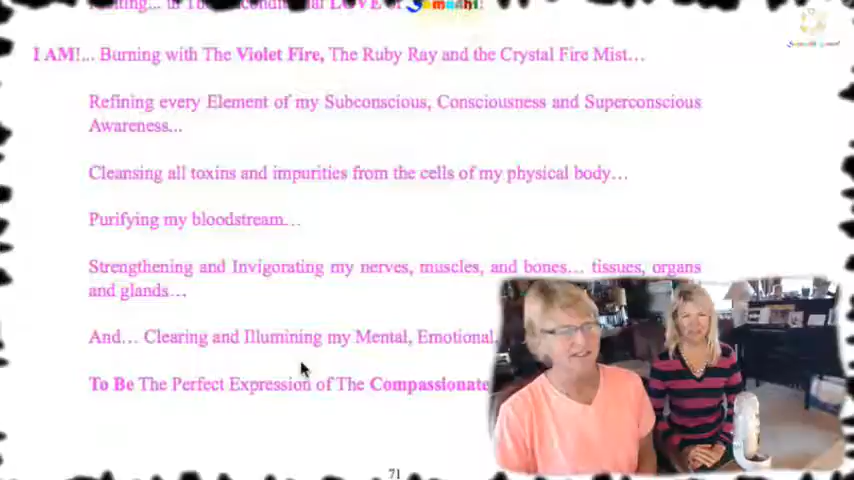 LOVE of Samadhi!
I AM!... Burning with The Violet Fire, The Ruby Ray and the Crystal Fire Mist…
Refining every Element of my Subconscious, Consciousness and Superconscious
Awareness...
Cleansing all toxins and impurities from the cells of my physical body…
Purifying my bloodstream…
Strengthening and Invigorating my nerves, muscles, and bones… tissues, organs
and glands…
And… Clearing and Illumining my Mental, Emotional
To Be The Perfect Expression of The Compassionate
71